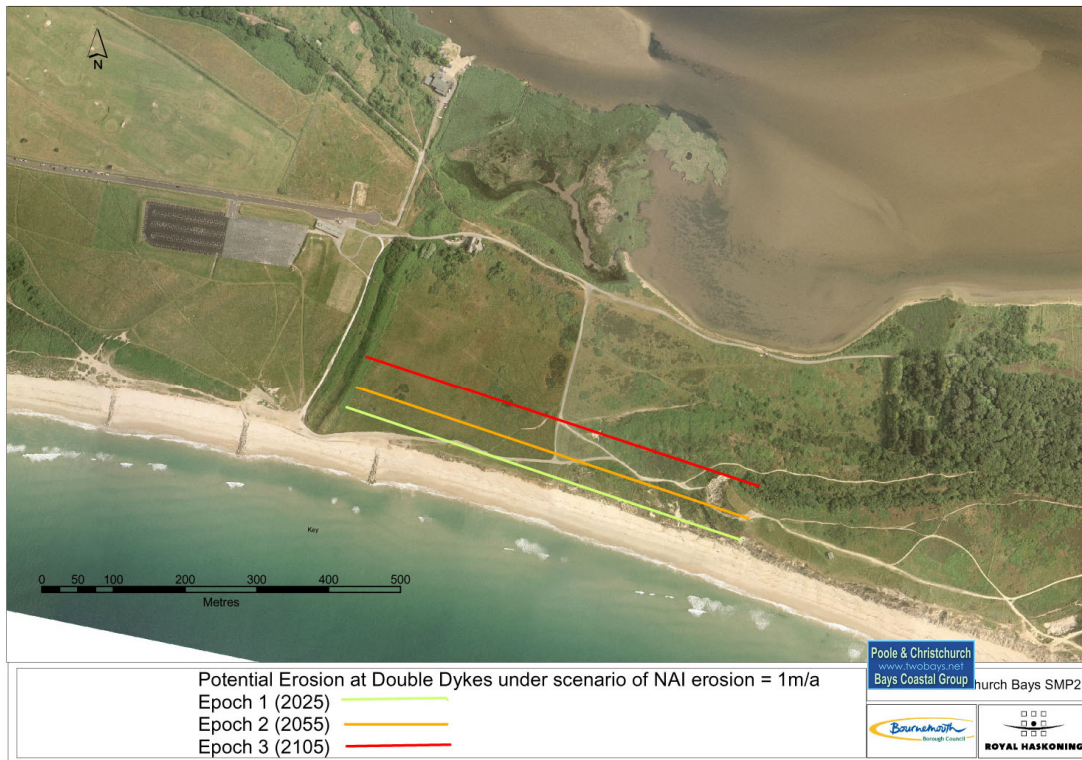 N
Key
0 50 100 200 300 400 500
Metres
Potential Erosion at Double Dykes under scenario of NAI erosion = 1m/a
Epoch 1 (2025)
Epoch 2 (2055)
Epoch 3 (2105)
Poole & Christchurch
www.twobays.net
Bays Coastal Group
hurch Bays SMP2
Bournemouth
Borough Council
ROYAL HASKONING